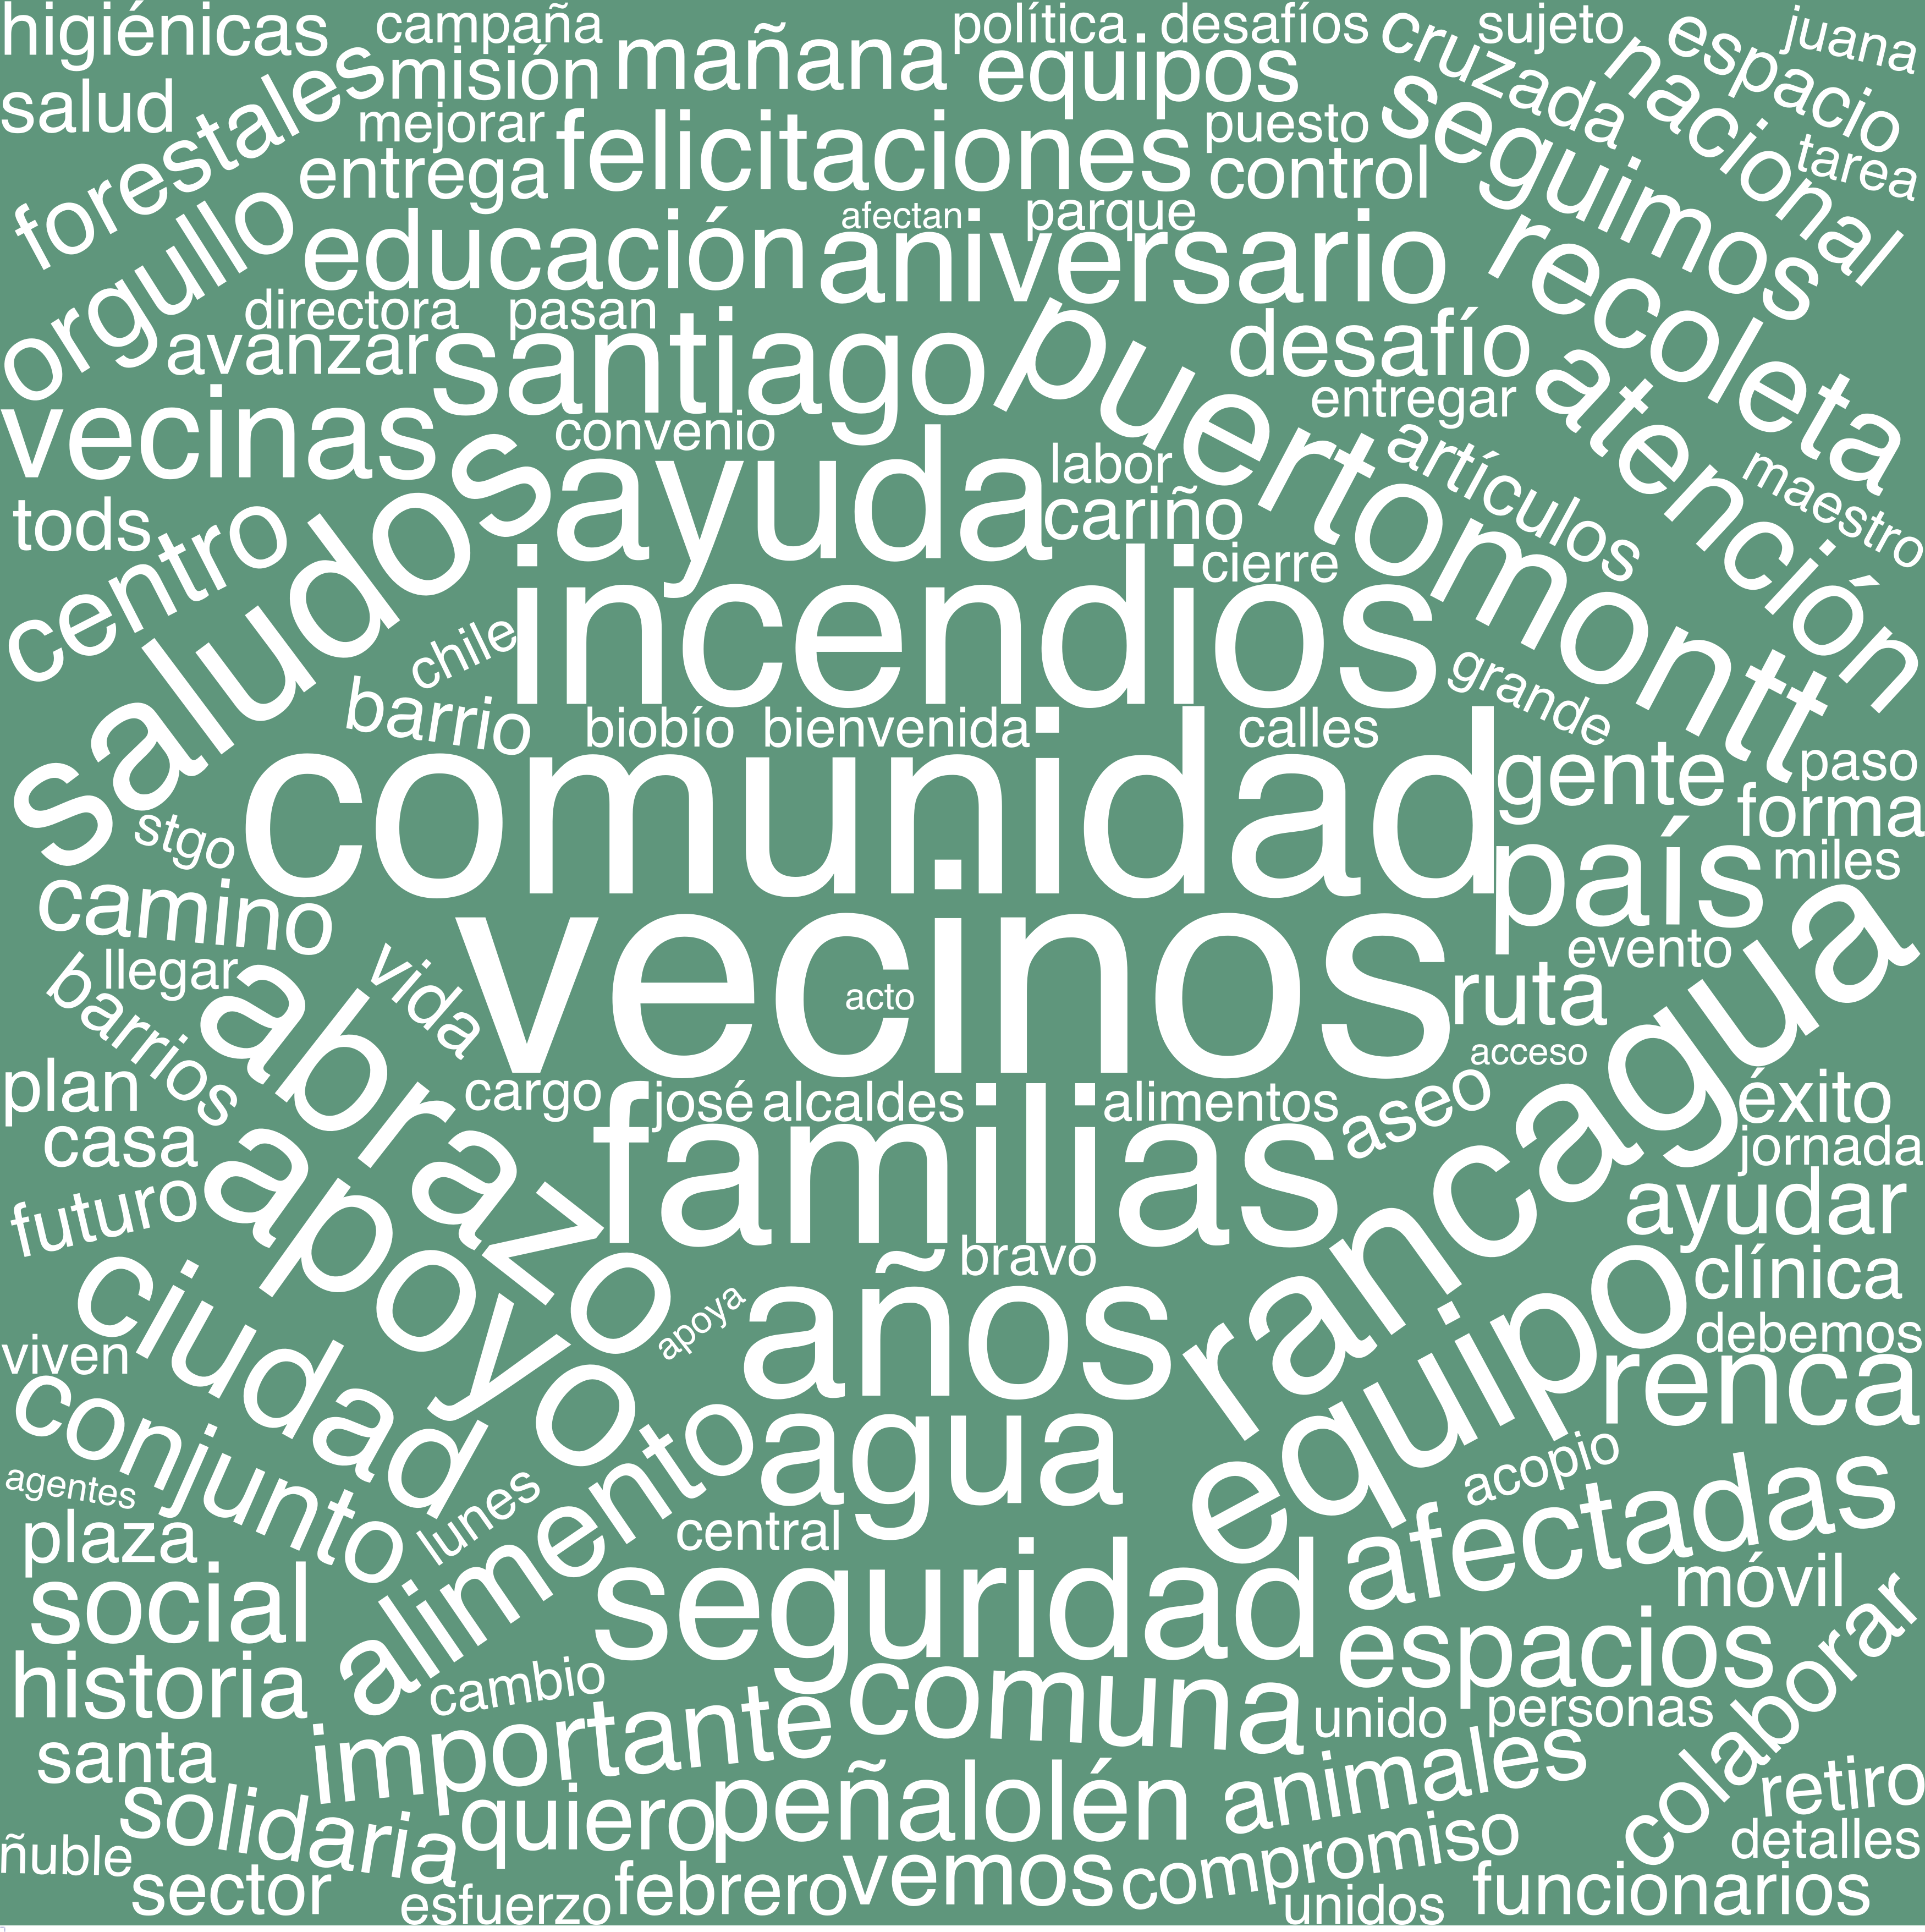 higiénicas
campaña
política
desafíos
sujeto
juana
espacio
cruzada
misión
mañana
equipos
nacional
salud
forestales
mejorar
felicitaciones
puesto
seguimos
tarea
entrega
control
orgullo
afectan
parque
educación
aniversario
recoleta
directora
pasan
avanzar
santiago
puertomontt
desafío
entregar
atención
vecinas
convenio
saludos
ayuda
labor
artículos
maestro
tods
centro
cariño
cierre
incendios
chile
grande
barrio
biobío
bienvenida
calles
comunidad
gente
paso
forma
stgo
país
miles
camino
vecinos
rancagua
evento
llegar
barrios
vida
abrazo
acto
ruta
acceso
plan
cargo
familias
josé
alcaldes
alimentos
aseo
éxito
casa
jornada
futuro
apoyo
ayudar
ciudad
bravo
equipo
clínica
apoya
años
debemos
viven
renca
conjunto
agua
acopio
agentes
lunes
alimento
central
afectadas
plaza
seguridad
móvil
social
espacios
colaborar
historia
cambio
importante
comuna
unido
personas
santa
solidaria
quiero
peñalolén
animales
retiro
ñuble
vemos
compromiso
detalles
sector
esfuerzo
febrero
unidos
funcionarios